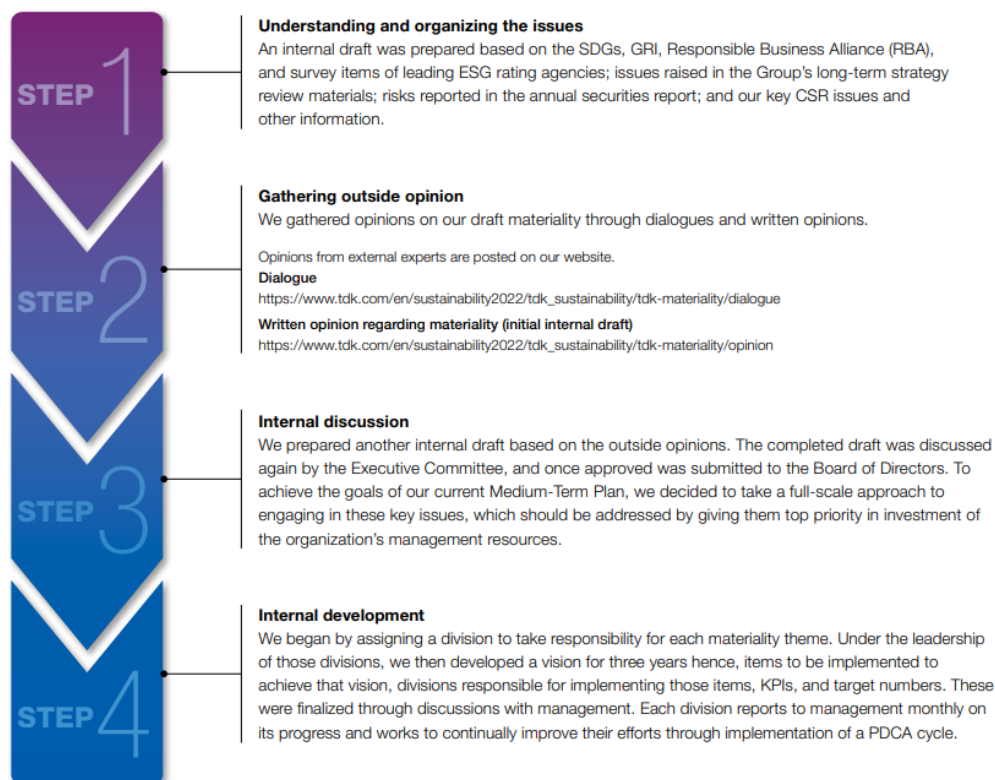 STEP 1
Understanding and organizing the issues
An internal draft was prepared based on the SDGs, GRI, Responsible Business Alliance (RBA),
and survey items of leading ESG rating agencies; issues raised in the Group's long-term strategy
review materials; risks reported in the annual securities report; and our key CSR issues and
other information.
STEP 2
Gathering outside opinion
We gathered opinions on our draft materiality through dialogues and written opinions.
Opinions from external experts are posted on our website.
Dialogue
https://www.tdk.com/en/sustainability2022/tdk_sustainability/tdk-materiality/dialogue
Written opinion regarding materiality (initial internal draft)
https://www.tdk.com/en/sustainability2022/tdk_sustainability/tdk-materiality/opinion
STEP 3
Internal discussion
We prepared another internal draft based on the outside opinions. The completed draft was discussed
again by the Executive Committee, and once approved was submitted to the Board of Directors. To
achieve the goals of our current Medium-Term Plan, we decided to take a full-scale approach to
engaging in these key issues, which should be addressed by giving them top priority in investment of
the organization's management resources.
STEP 4
Internal development
We began by assigning a division to take responsibility for each materiality theme. Under the leadership
of those divisions, we then developed a vision for three years hence, items to be implemented to
achieve that vision, divisions responsible for implementing those items, KPIs, and target numbers. These
were finalized through discussions with management. Each division reports to management monthly on
its progress and works to continually improve their efforts through implementation of a PDCA cycle.